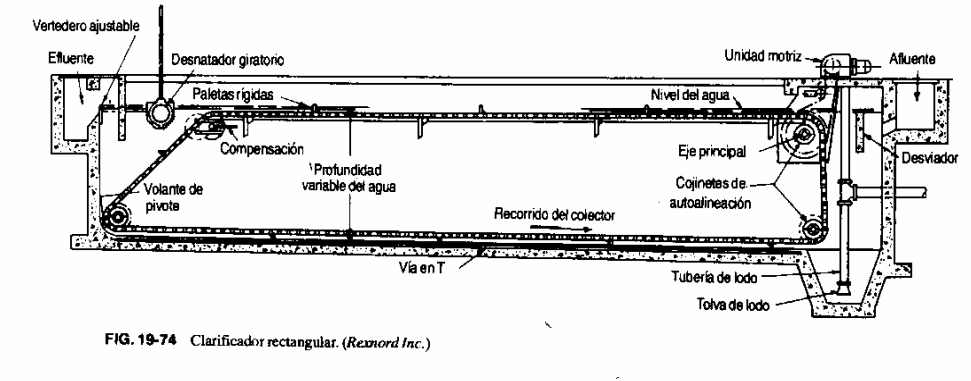 Vertedero ajustable
Efluente
Desnatador giratorio
Unidad motriz
Afluente
Paletas rígidas
Nivel del agua
Compensación
Eje principal
Desviador
Profundidad
variable del agua
Volante de
pivote
Cojinetes de
autoalineación
Recorrido del colector
Vía en T
Tubería de lodo
Tolva de lodo
FIG. 19-74 Clarificador rectangular. (Rexnord Inc.)